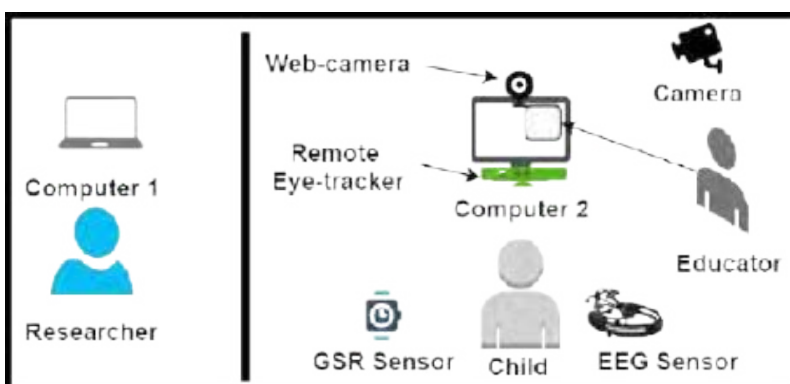 Web-camera
Camera
Remote
Eye-tracker
Computer 1
Computer 2
Educator
Researcher
GSR Sensor
Child
EEG Sensor